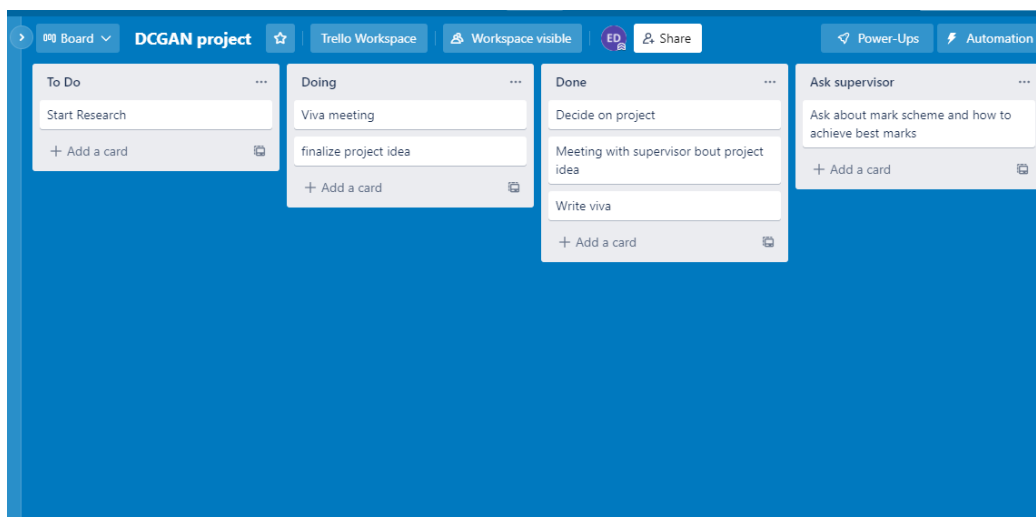 Board
DCGAN project
Trello Workspace
Workspace visible
ED
Share
Power-Ups
Automation
To Do
Start Research
+ Add a card
Doing
Viva meeting
finalize project idea
+ Add a card
Done
Decide on project
Meeting with supervisor bout project
idea
Write viva
+ Add a card
Ask supervisor
Ask about mark scheme and how to
achieve best marks
+ Add a card